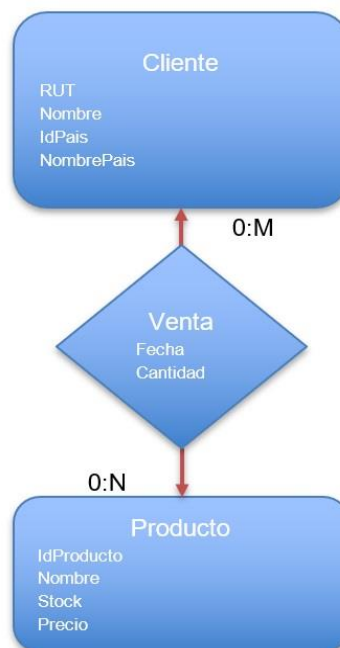 Cliente
RUT
Nombre
IdPais
NombrePais
0:M
Venta
Fecha
Cantidad
0:N
Producto
IdProducto
Nombre
Stock
Precio